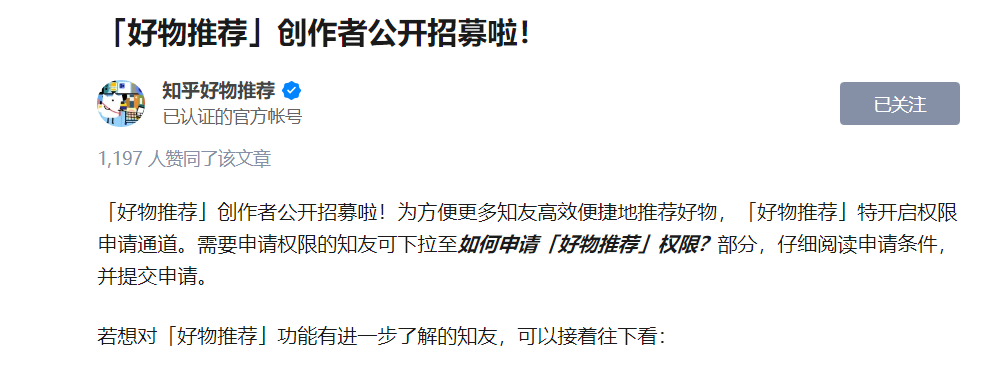 「好物推荐」创作者公开招募啦！
知乎好物推荐
已认证的官方帐号
已关注
1,197 人赞同了该文章
「好物推荐」创作者公开招募啦！为方便更多知友高效便捷地推荐好物，「好物推荐」特开启权限
申请通道。需要申请权限的知友可下拉至如何申请「好物推荐」权限？部分，仔细阅读申请条件，
并提交申请。
若想对「好物推荐」功能有进一步了解的知友，可以接着往下看：